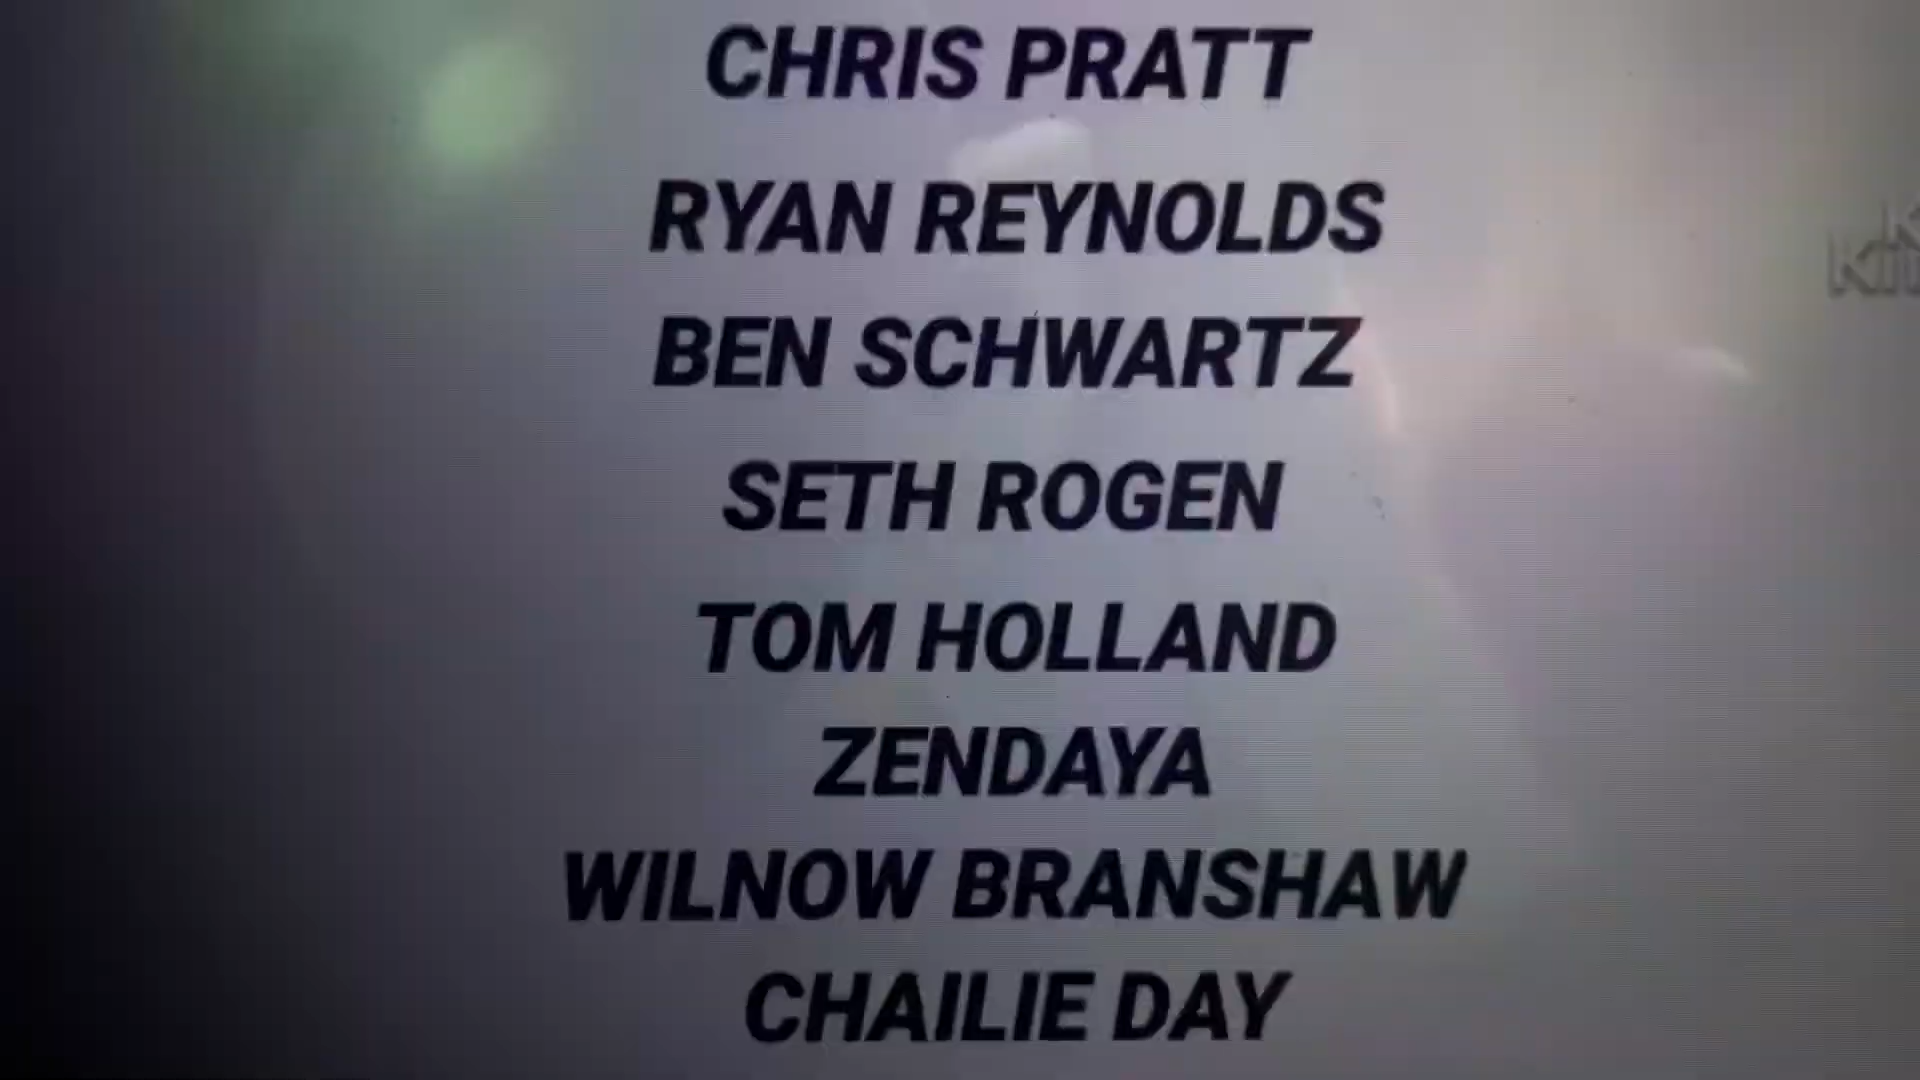 CHRIS PRATT
RYAN REYNOLDS
BEN SCHWARTZ
SETH ROGEN
TOM HOLLAND
ZENDAYA
WILNOW BRANSHAW
CHAILIE DAY